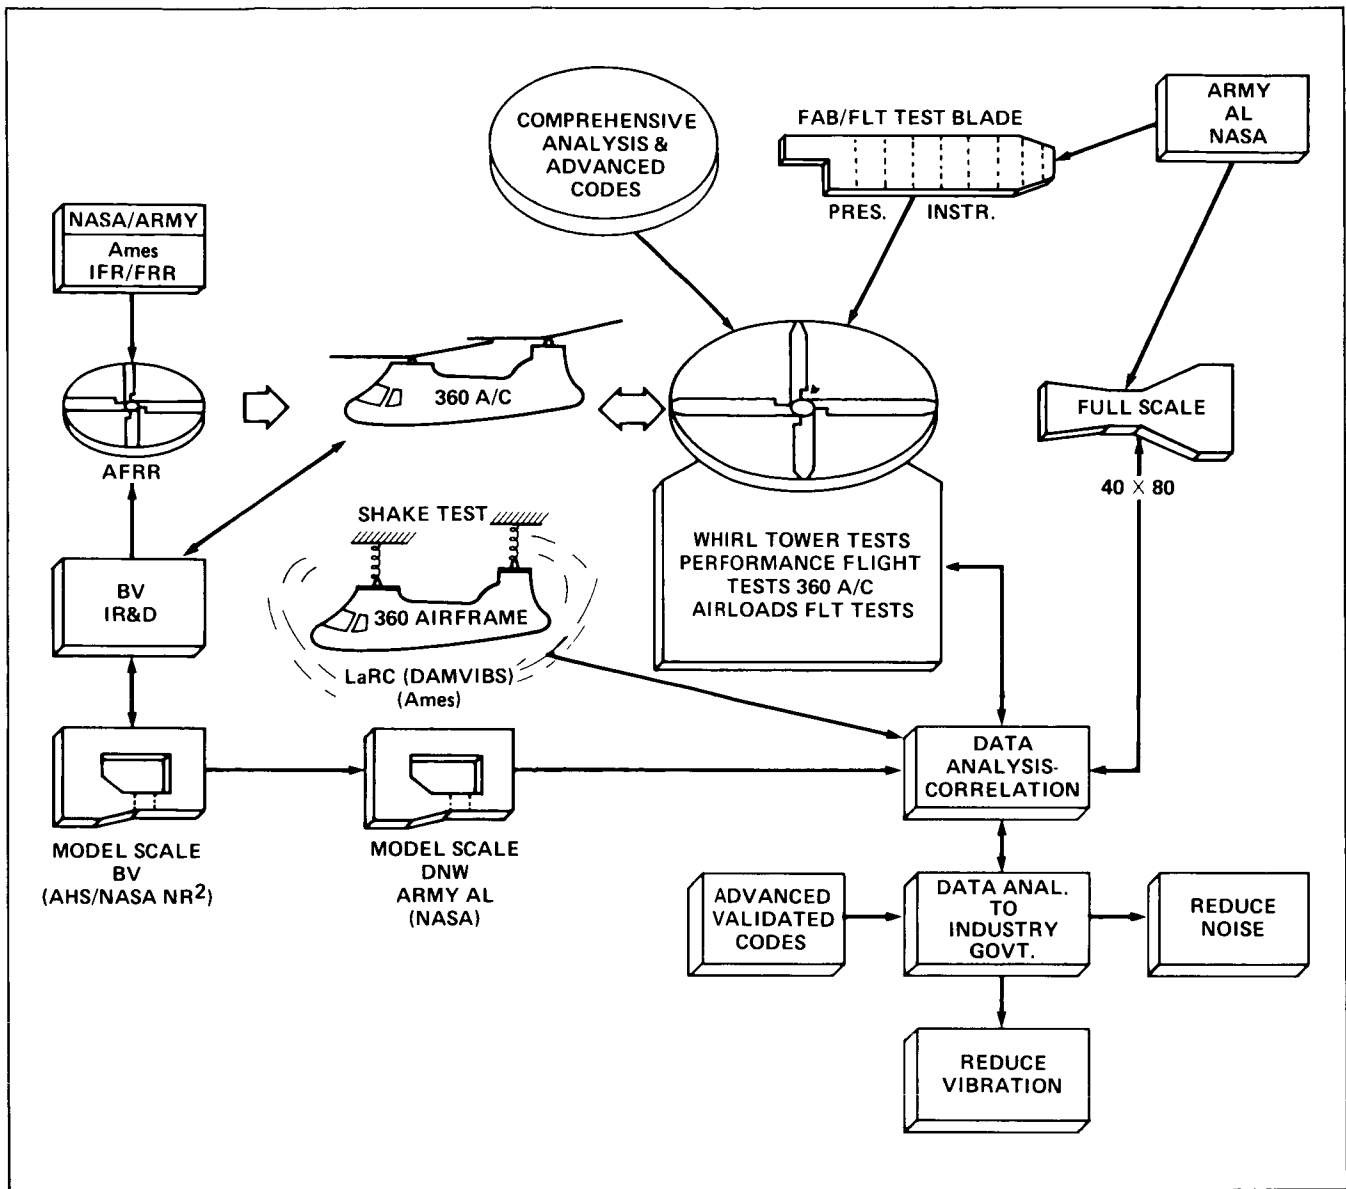 COMPREHENSIVE
ANALYSIS &
ADVANCED
CODES
FAB/FLT TEST BLADE
PRES. INSTR.
ARMY
AL
NASA
NASA/ARMY
Ames
IFR/FRR
AFRR
360 A/C
FULL SCALE
40 × 80
SHAKE TEST
360 AIRFRAME
LaRC (DAMVIBS)
(Ames)
WHIRL TOWER TESTS
PERFORMANCE FLIGHT
TESTS 360 A/C
AIRLOADS FLT TESTS
BV
IR&D
MODEL SCALE
BV
(AHS/NASA NR²)
MODEL SCALE
DNW
ARMY AL
(NASA)
DATA
ANALYSIS-
CORRELATION
ADVANCED
VALIDATED
CODES
DATA ANAL.
TO
INDUSTRY
GOVT.
REDUCE
NOISE
REDUCE
VIBRATION